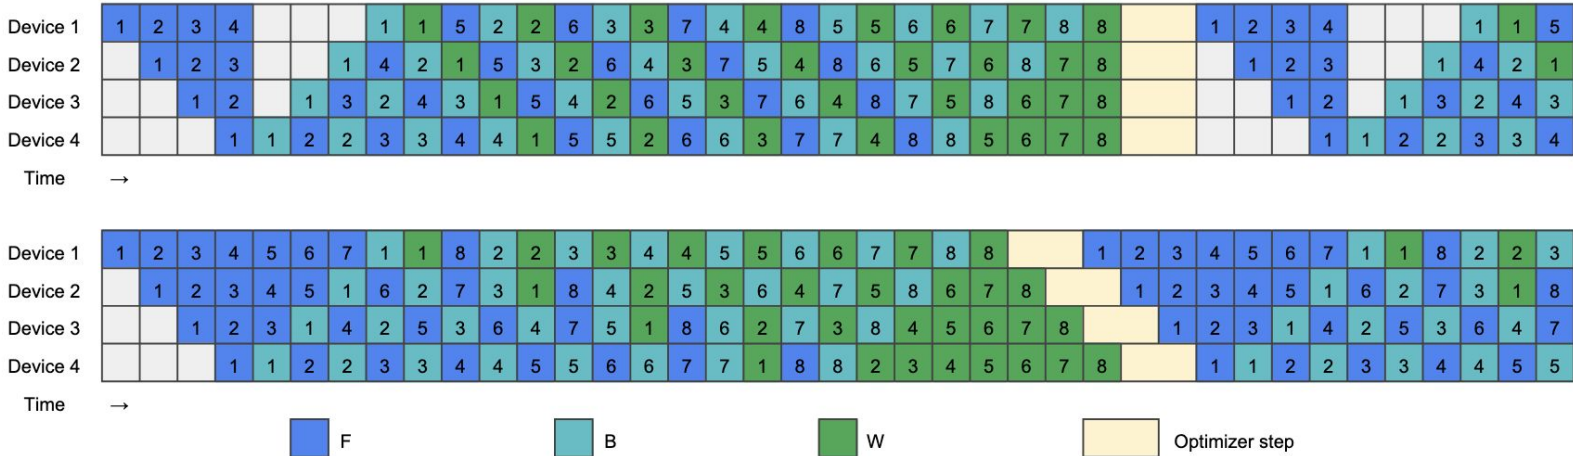 Device 1 1 2 3 4 1 1 5 2 2 6 3 3 7 4 4 8 5 5 6 6 7 7 8 8 1 2 3 4 1 1 5
Device 2 1 2 3 1 4 2 1 5 3 2 6 4 3 7 5 4 8 6 5 7 6 8 7 8 1 2 3 1 4 2 1
Device 3 1 2 1 3 2 4 3 1 5 4 2 6 5 3 7 6 4 8 7 5 8 6 7 8 1 2 1 3 2 4 3
Device 4 1 1 2 2 3 3 4 4 1 5 5 2 6 6 3 7 7 4 8 8 5 6 7 8 1 1 2 2 3 3 4
Time →
Device 1 1 2 3 4 5 6 7 1 1 8 2 2 3 3 4 4 5 5 6 6 7 7 8 8 1 2 3 4 5 6 7 1 1 8 2 2 3
Device 2 1 2 3 4 5 1 6 2 7 3 1 8 4 2 5 3 6 4 7 5 8 6 7 8 1 2 3 4 5 1 6 2 7 3 1 8
Device 3 1 2 3 1 4 2 5 3 6 4 7 5 1 8 6 2 7 3 8 4 5 6 7 8 1 2 3 1 4 2 5 3 6 4 7
Device 4 1 1 2 2 3 3 4 4 5 5 6 6 7 7 1 8 8 2 3 4 5 6 7 8 1 1 2 2 3 3 4 4 5 5
Time →
F B W Optimizer step